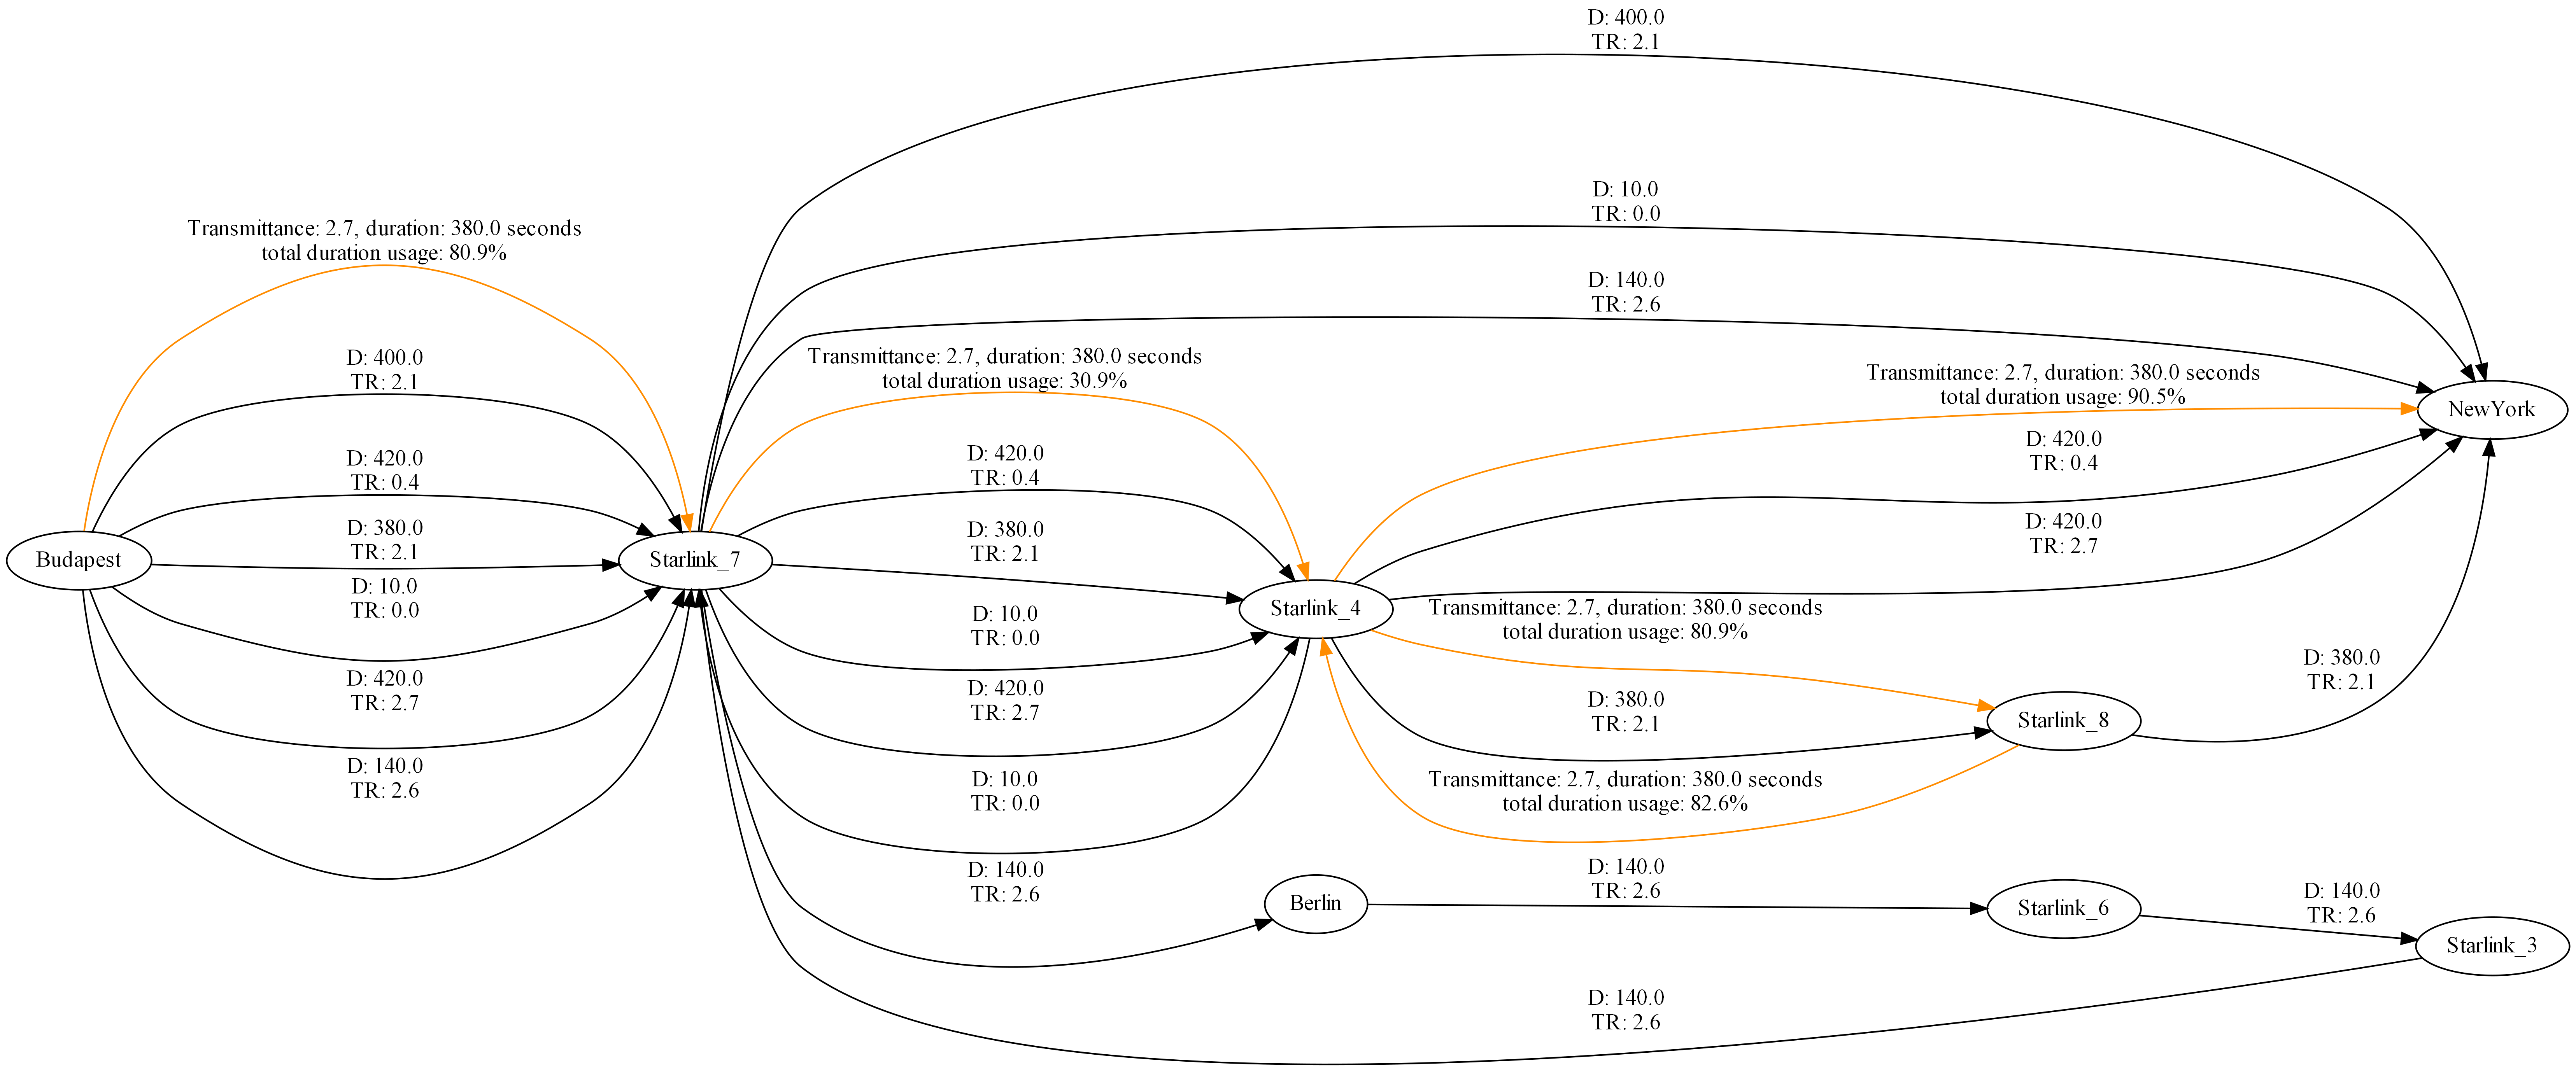 D: 400.0
TR: 2.1
D: 10.0
TR: 0.0
Transmittance: 2.7, duration: 380.0 seconds
total duration usage: 80.9%
D: 140.0
TR: 2.6
D: 400.0
TR: 2.1
Transmittance: 2.7, duration: 380.0 seconds
total duration usage: 30.9%
Transmittance: 2.7, duration: 380.0 seconds
total duration usage: 90.5%
NewYork
D: 420.0
TR: 0.4
D: 420.0
TR: 0.4
D: 420.0
TR: 0.4
D: 380.0
TR: 2.1
D: 380.0
TR: 2.1
D: 420.0
TR: 2.7
Budapest
Starlink_7
D: 10.0
TR: 0.0
D: 10.0
TR: 0.0
Starlink_4
Transmittance: 2.7, duration: 380.0 seconds
total duration usage: 80.9%
D: 420.0
TR: 2.7
D: 420.0
TR: 2.7
D: 380.0
TR: 2.1
D: 380.0
TR: 2.1
Starlink_8
D: 140.0
TR: 2.6
D: 10.0
TR: 0.0
Transmittance: 2.7, duration: 380.0 seconds
total duration usage: 82.6%
D: 140.0
TR: 2.6
Berlin
D: 140.0
TR: 2.6
Starlink_6
D: 140.0
TR: 2.6
Starlink_3
D: 140.0
TR: 2.6